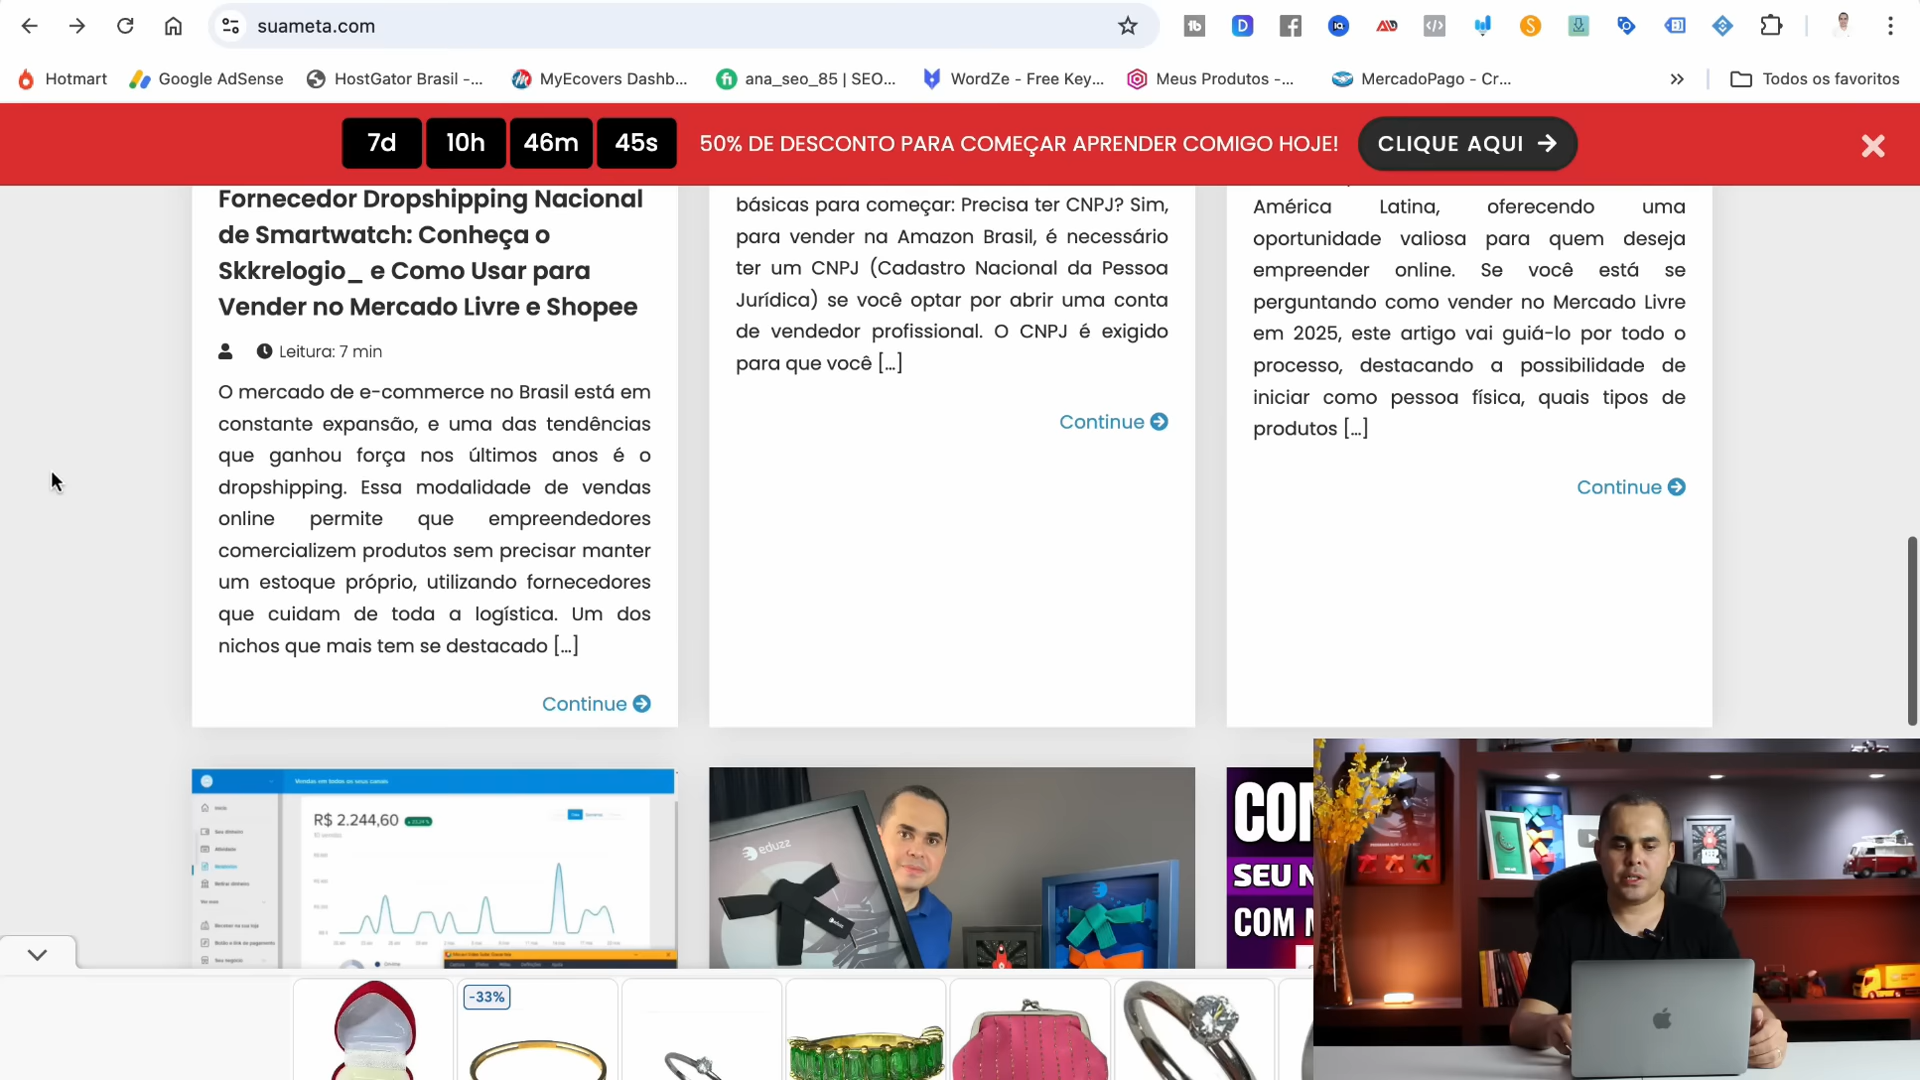 suameta.com
Hotmart
Google AdSense
HostGator Brasil -...
MyEcovers Dashb...
ana_seo_85 | SEO...
WordZe - Free Key...
Meus Produtos -...
MercadoPago - Cr...
Todos os favoritos
7d
10h
46m
45s
50% DE DESCONTO PARA COMEÇAR APRENDER COMIGO HOJE!
CLIQUE AQUI
Fornecedor Dropshipping Nacional
de Smartwatch: Conheça o
Skkrelogio_ e Como Usar para
Vender no Mercado Livre e Shopee
Leitura: 7 min
O mercado de e-commerce no Brasil está em
constante expansão, e uma das tendências
que ganhou força nos últimos anos é o
dropshipping. Essa modalidade de vendas
online permite que empreendedores
comercializem produtos sem precisar manter
um estoque próprio, utilizando fornecedores
que cuidam de toda a logística. Um dos
nichos que mais tem se destacado [...]
Continue
básicas para começar: Precisa ter CNPJ? Sim,
para vender na Amazon Brasil, é necessário
ter um CNPJ (Cadastro Nacional da Pessoa
Jurídica) se você optar por abrir uma conta
de vendedor profissional. O CNPJ é exigido
para que você [...]
Continue
América Latina, oferecendo uma
oportunidade valiosa para quem deseja
empreender online. Se você está se
perguntando como vender no Mercado Livre
em 2025, este artigo vai guiá-lo por todo o
processo, destacando a possibilidade de
iniciar como pessoa física, quais tipos de
produtos [...]
Continue
Vendas em todos os seus canais
R$ 2.244,60
eduzz
COM
SEU N
COM M
-33%